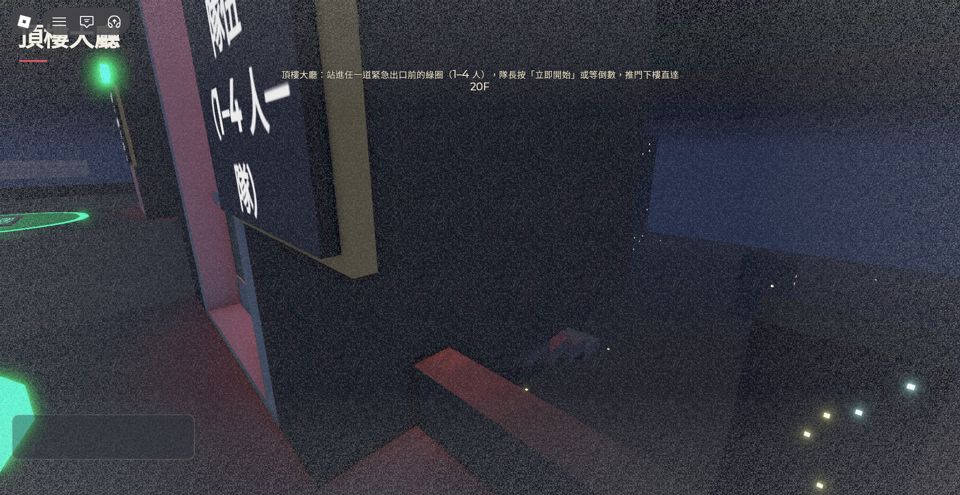 頂樓大廳
頂樓大廳：站進任一道緊急出口前的綠圈（1–4 人），隊長按「立即開始」或等倒數，推門下樓直達
20F
隊伍
(1–4 人一
隊)